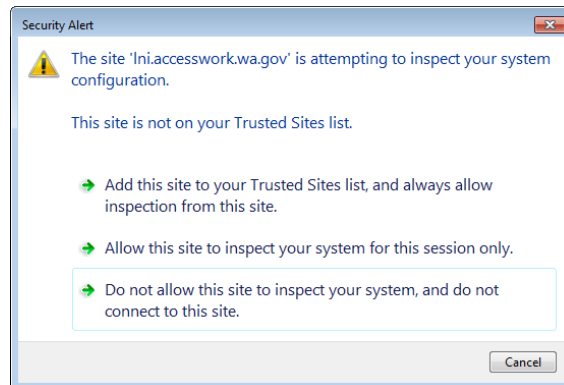 Security Alert
The site 'lni.accesswork.wa.gov' is attempting to inspect your system
configuration.
This site is not on your Trusted Sites list.
Add this site to your Trusted Sites list, and always allow
inspection from this site.
Allow this site to inspect your system for this session only.
Do not allow this site to inspect your system, and do not
connect to this site.
Cancel